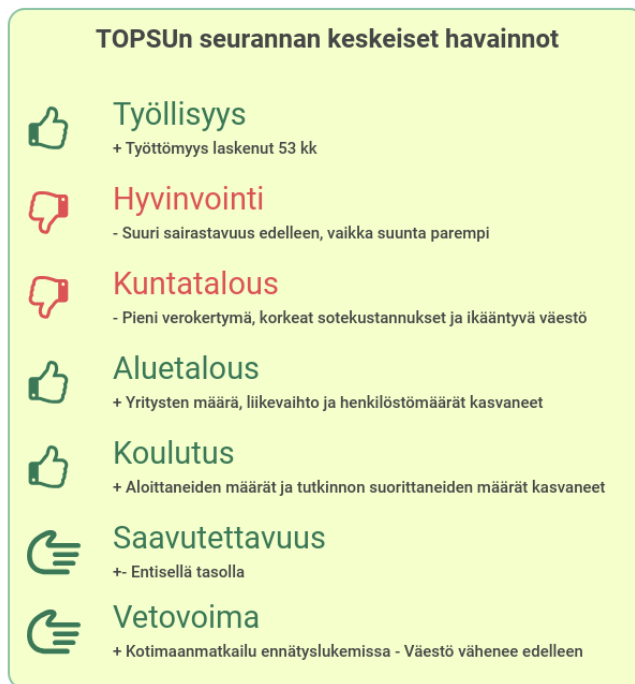 TOPSUn seurannan keskeiset havainnot
Työllisyys
+ Työttömyys laskenut 53 kk
Hyvinvointi
- Suuri sairastavuus edelleen, vaikka suunta parempi
Kuntatalous
- Pieni verokertymä, korkeat sotekustannukset ja ikääntyvä väestö
Aluetalous
+ Yritysten määrä, liikevaihto ja henkilöstömäärät kasvaneet
Koulutus
+ Aloittaneiden määrät ja tutkinnon suorittaneiden määrät kasvaneet
Saavutettavuus
+- Entisellä tasolla
Vetovoima
+ Kotimaanmatkailu ennätyslukemissa - Väestö vähenee edelleen